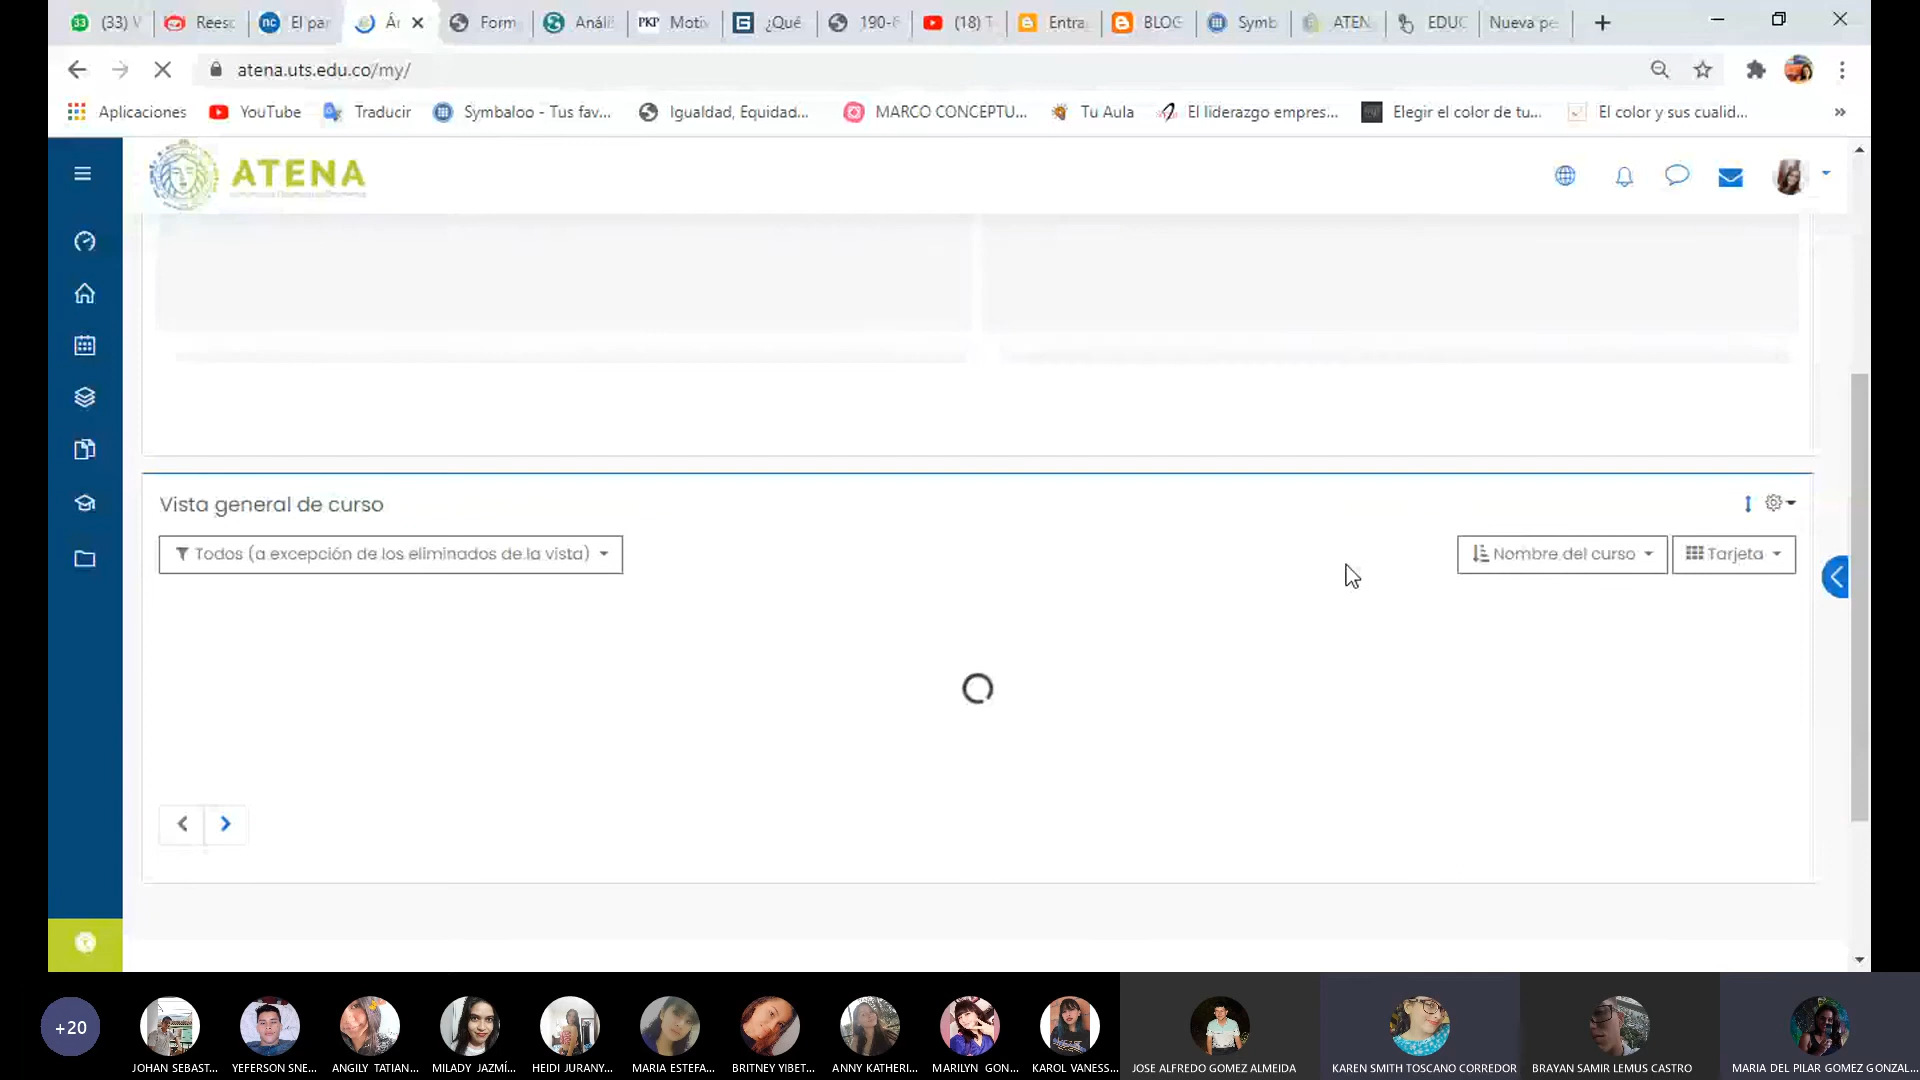 (33) V
Rees
El par
Ár
Form
Análi
PKP Motiv
¿Qué
190-
(18) T
Entra
BLOG
Symb
ATEN
EDUC
Nueva pe
atena.uts.edu.co/my/
Aplicaciones
YouTube
Traducir
Symbaloo - Tus fav...
Igualdad, Equidad...
MARCO CONCEPTU...
Tu Aula
El liderazgo empres...
Elegir el color de tu...
El color y sus cualid...
»
ATENA
Vista general de curso
Todos (a excepción de los eliminados de la vista)
Nombre del curso
Tarjeta
+20
JOHAN SEBAST...
YEFERSON SNE...
ANGILY TATIAN...
MILADY JAZMÍ...
HEIDI JURANY...
MARIA ESTEFA...
BRITNEY YIBET...
ANNY KATHERI...
MARILYN GON...
KAROL VANESS...
JOSE ALFREDO GOMEZ ALMEIDA
KAREN SMITH TOSCANO CORREDOR
BRAYAN SAMIR LEMUS CASTRO
MARIA DEL PILAR GOMEZ GONZAL...